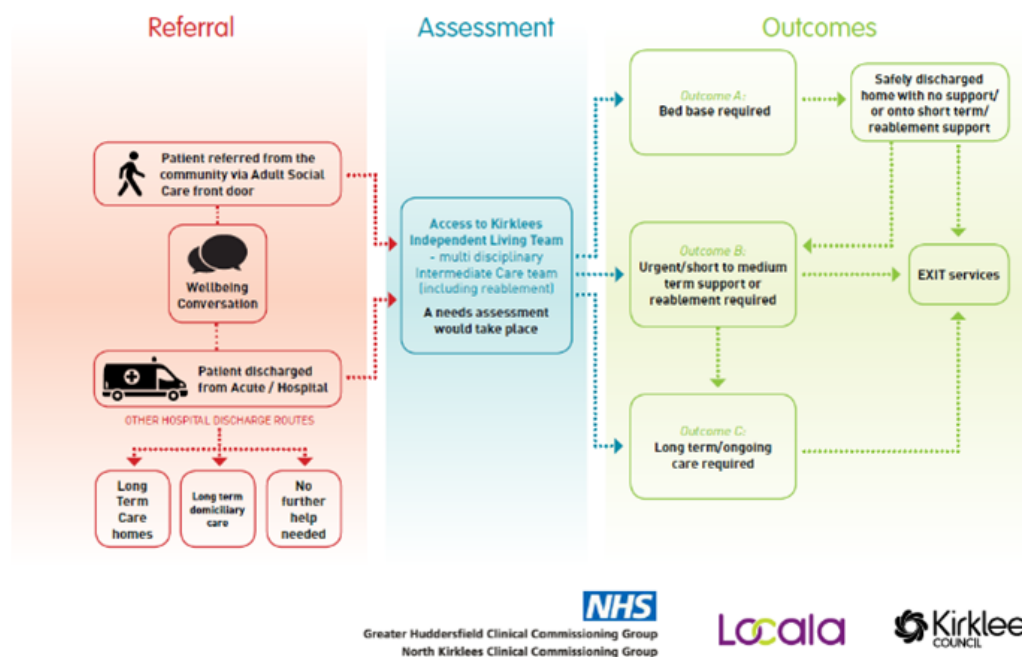 Referral
Assessment
Outcomes
Patient referred from the
community via Adult Social
Care front door
Wellbeing
Conversation
Patient discharged
from Acute / Hospital
OTHER HOSPITAL DISCHARGE ROUTES
Long
Term
Care
homes
Long term
domiciliary
care
No
further
help
needed
Access to Kirklees
Independent Living Team
- multi disciplinary
Intermediate Care team
(including reablement)
A needs assessment
would take place
Outcome A:
Bed base required
Safely discharged
home with no support/
or onto short term/
reablement support
Outcome B:
Urgent/short to medium
term support or
reablement required
EXIT services
Outcome C:
Long term/ongoing
care required
NHS
Greater Huddersfield Clinical Commissioning Group
North Kirklees Clinical Commissioning Group
Locala
Kirklee
COUNCIL